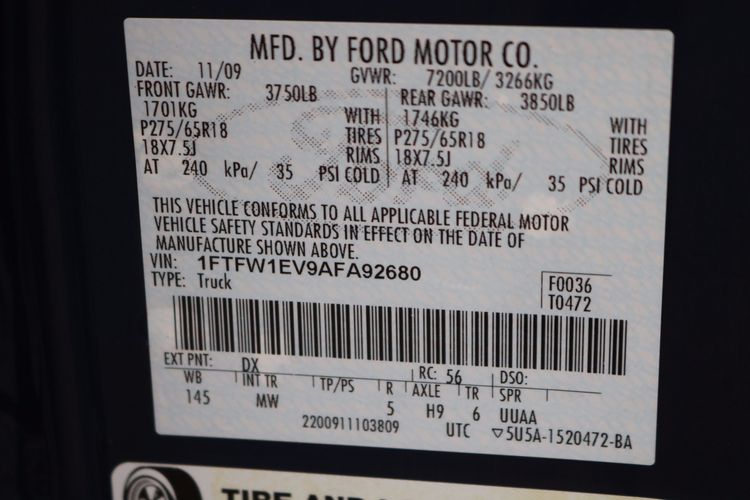 MFD. BY FORD MOTOR CO.
DATE: 11/09 GVWR: 7200LB/ 3266KG
FRONT GAWR: 3750LB REAR GAWR: 3850LB
1701KG WITH 1746KG WITH
P275/65R18 TIRES P275/65R18 TIRES
18X7.5J RIMS 18X7.5J RIMS
AT 240 kPa/ 35 PSI COLD AT 240 kPa/ 35 PSI COLD
THIS VEHICLE CONFORMS TO ALL APPLICABLE FEDERAL MOTOR
VEHICLE SAFETY STANDARDS IN EFFECT ON THE DATE OF
MANUFACTURE SHOWN ABOVE.
VIN: 1FTFW1EV9AFA92680 F0036
TYPE: Truck T0472
EXT PNT: DX RC: 56 DSO:
WB INT TR TP/PS R AXLE TR SPR
145 MW 5 H9 6 UUAA
2200911103809 UTC ▽5U5A-1520472-BA
TIRE AND